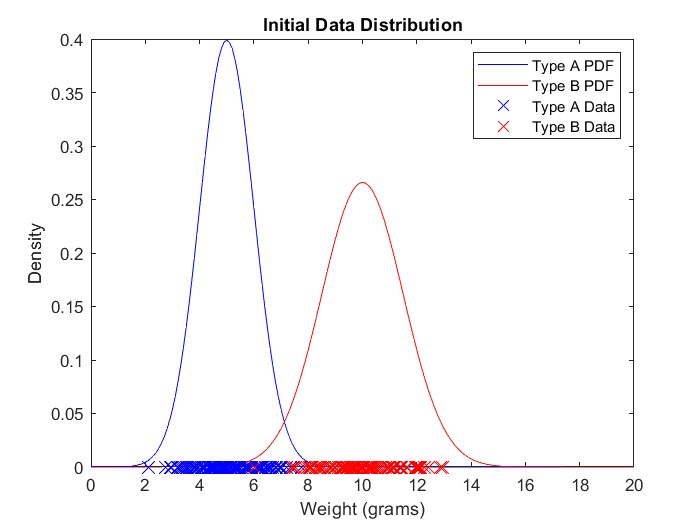 Initial Data Distribution
0.4
0.35
0.3
0.25
0.2
0.15
0.1
0.05
0
Density
Type A PDF
Type B PDF
Type A Data
Type B Data
0 2 4 6 8 10 12 14 16 18 20
Weight (grams)